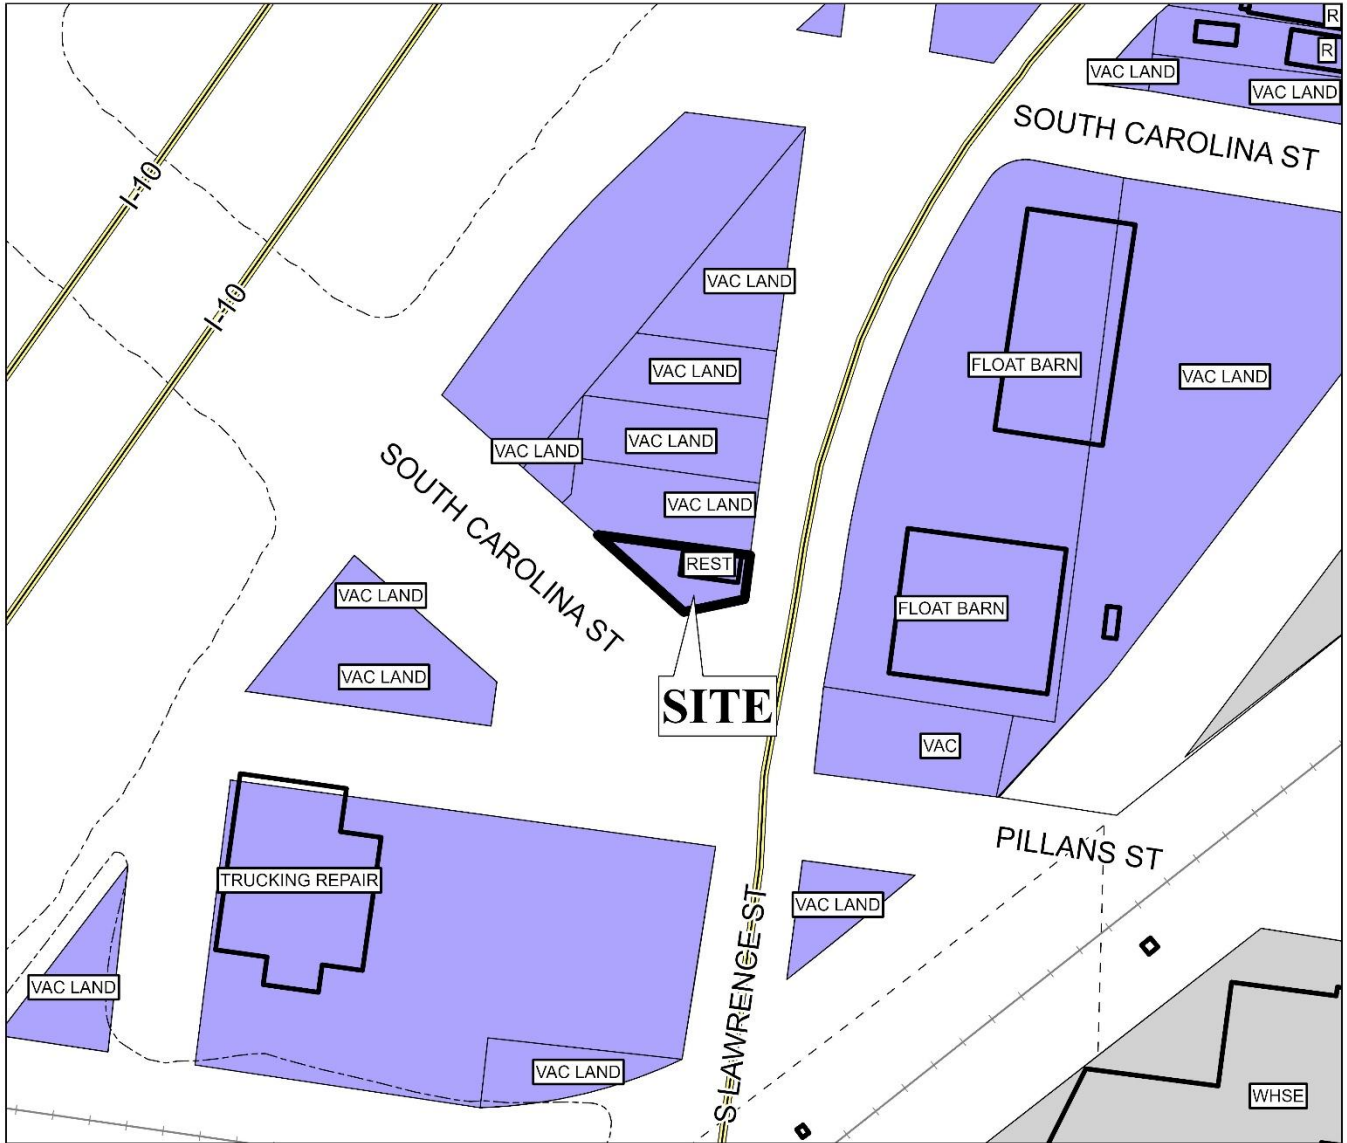 R
R
VAC LAND
VAC LAND
SOUTH CAROLINA ST
I-10
I-10
VAC LAND
FLOAT BARN
VAC LAND
VAC LAND
VAC LAND
VAC LAND
VAC LAND
SOUTH CAROLINA ST
REST
VAC LAND
FLOAT BARN
VAC LAND
SITE
VAC
PILLANS ST
TRUCKING REPAIR
VAC LAND
S LAWRENCE ST
VAC LAND
VAC LAND
WHSE